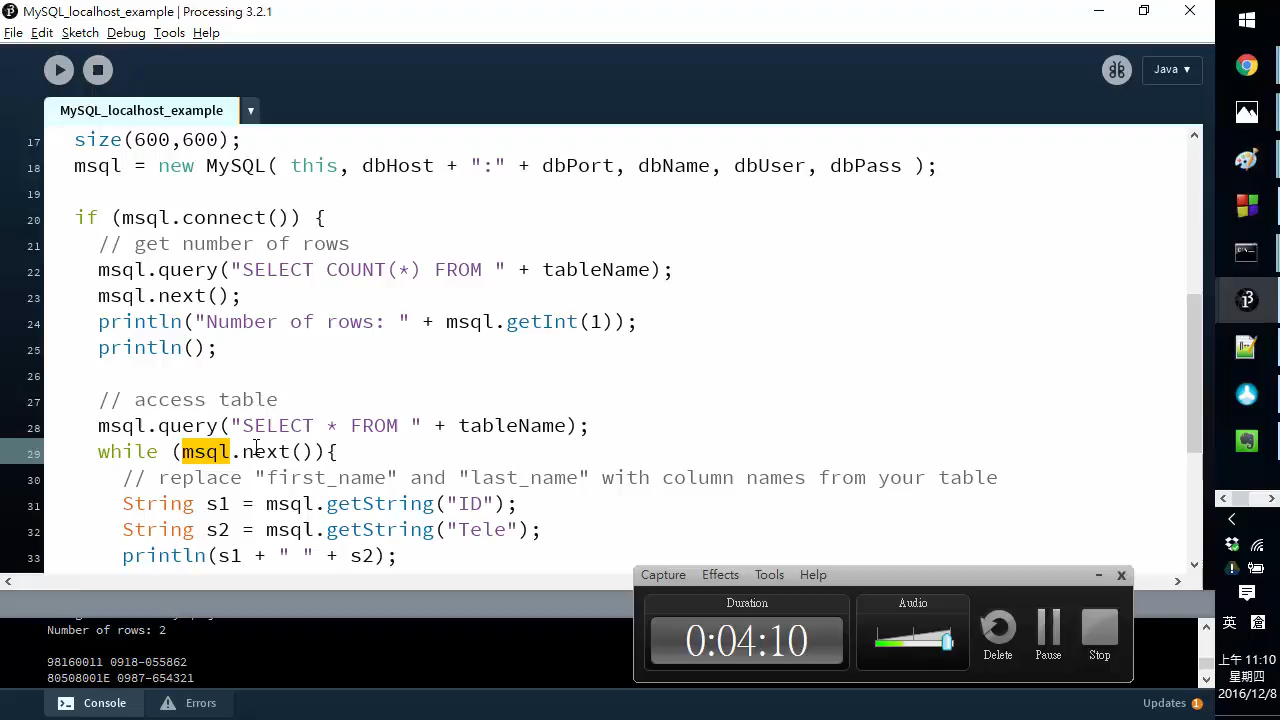 MySQL_localhost_example | Processing 3.2.1
File Edit Sketch Debug Tools Help
Java ▾
MySQL_localhost_example ▾
17 size(600,600);
18 msql = new MySQL( this, dbHost + ":" + dbPort, dbName, dbUser, dbPass );
19
20 if (msql.connect()) {
21 // get number of rows
22 msql.query("SELECT COUNT(*) FROM " + tableName);
23 msql.next();
24 println("Number of rows: " + msql.getInt(1));
25 println();
26
27 // access table
28 msql.query("SELECT * FROM " + tableName);
29 while (msql.next()){
30 // replace "first_name" and "last_name" with column names from your table
31 String s1 = msql.getString("ID");
32 String s2 = msql.getString("Tele");
33 println(s1 + " " + s2);
Capture Effects Tools Help
Duration
0:04:10
Audio
Delete
Pause
Stop
Number of rows: 2
98160011 0918-055862
80508001E 0987-654321
Console
Errors
Updates 1
英 倉
上午 11:10
星期四
2016/12/8